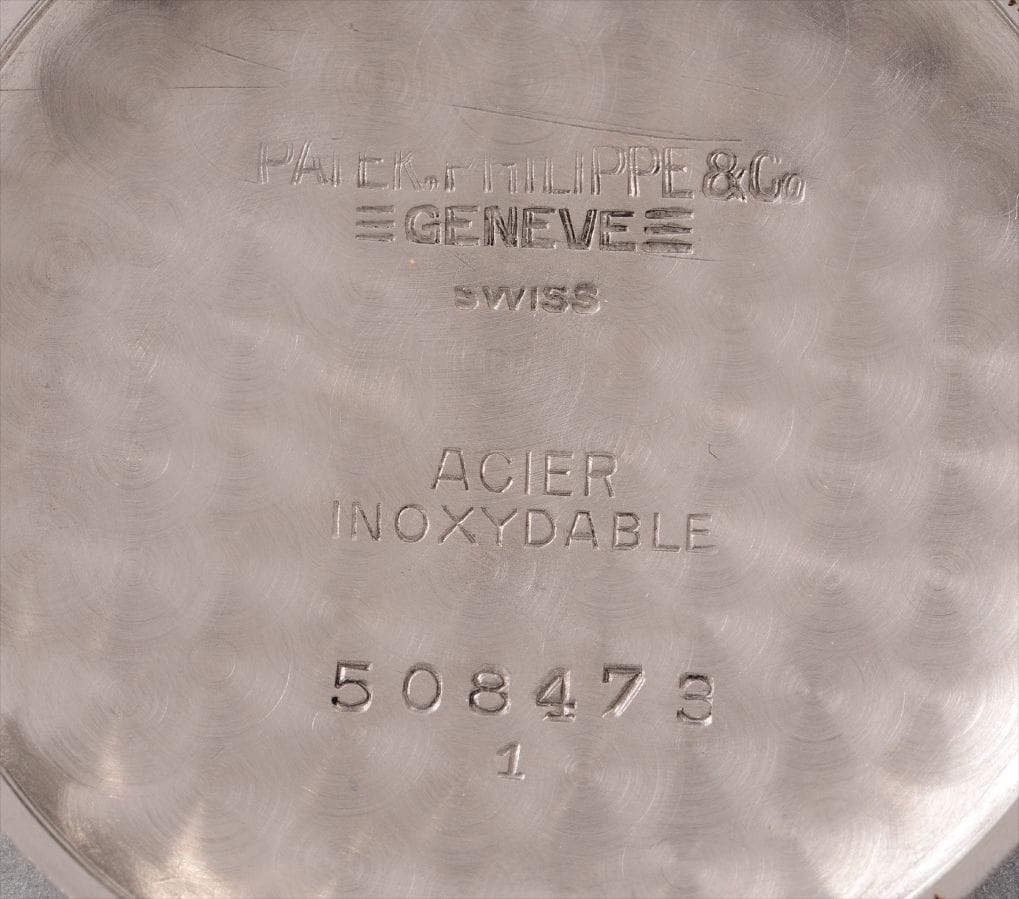 PATEK, PHILIPPE & Co
GENEVE
SWISS
ACIER
INOXYDABLE
508473
1